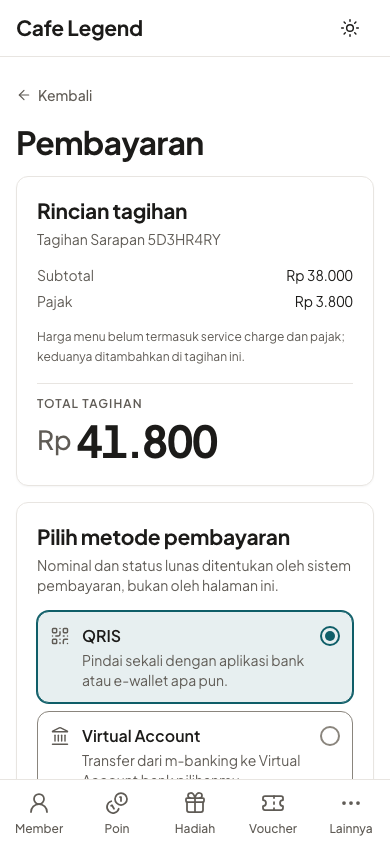 Cafe Legend
Kembali
Pembayaran
Rincian tagihan
Tagihan Sarapan 5D3HR4RY
Subtotal Rp 38.000
Pajak Rp 3.800
Harga menu belum termasuk service charge dan pajak;
keduanya ditambahkan di tagihan ini.
TOTAL TAGIHAN
Rp 41.800
Pilih metode pembayaran
Nominal dan status lunas ditentukan oleh sistem
pembayaran, bukan oleh halaman ini.
QRIS
Pindai sekali dengan aplikasi bank
atau e-wallet apa pun.
Virtual Account
Transfer dari m-banking ke Virtual
Member Poin Hadiah Voucher Lainnya